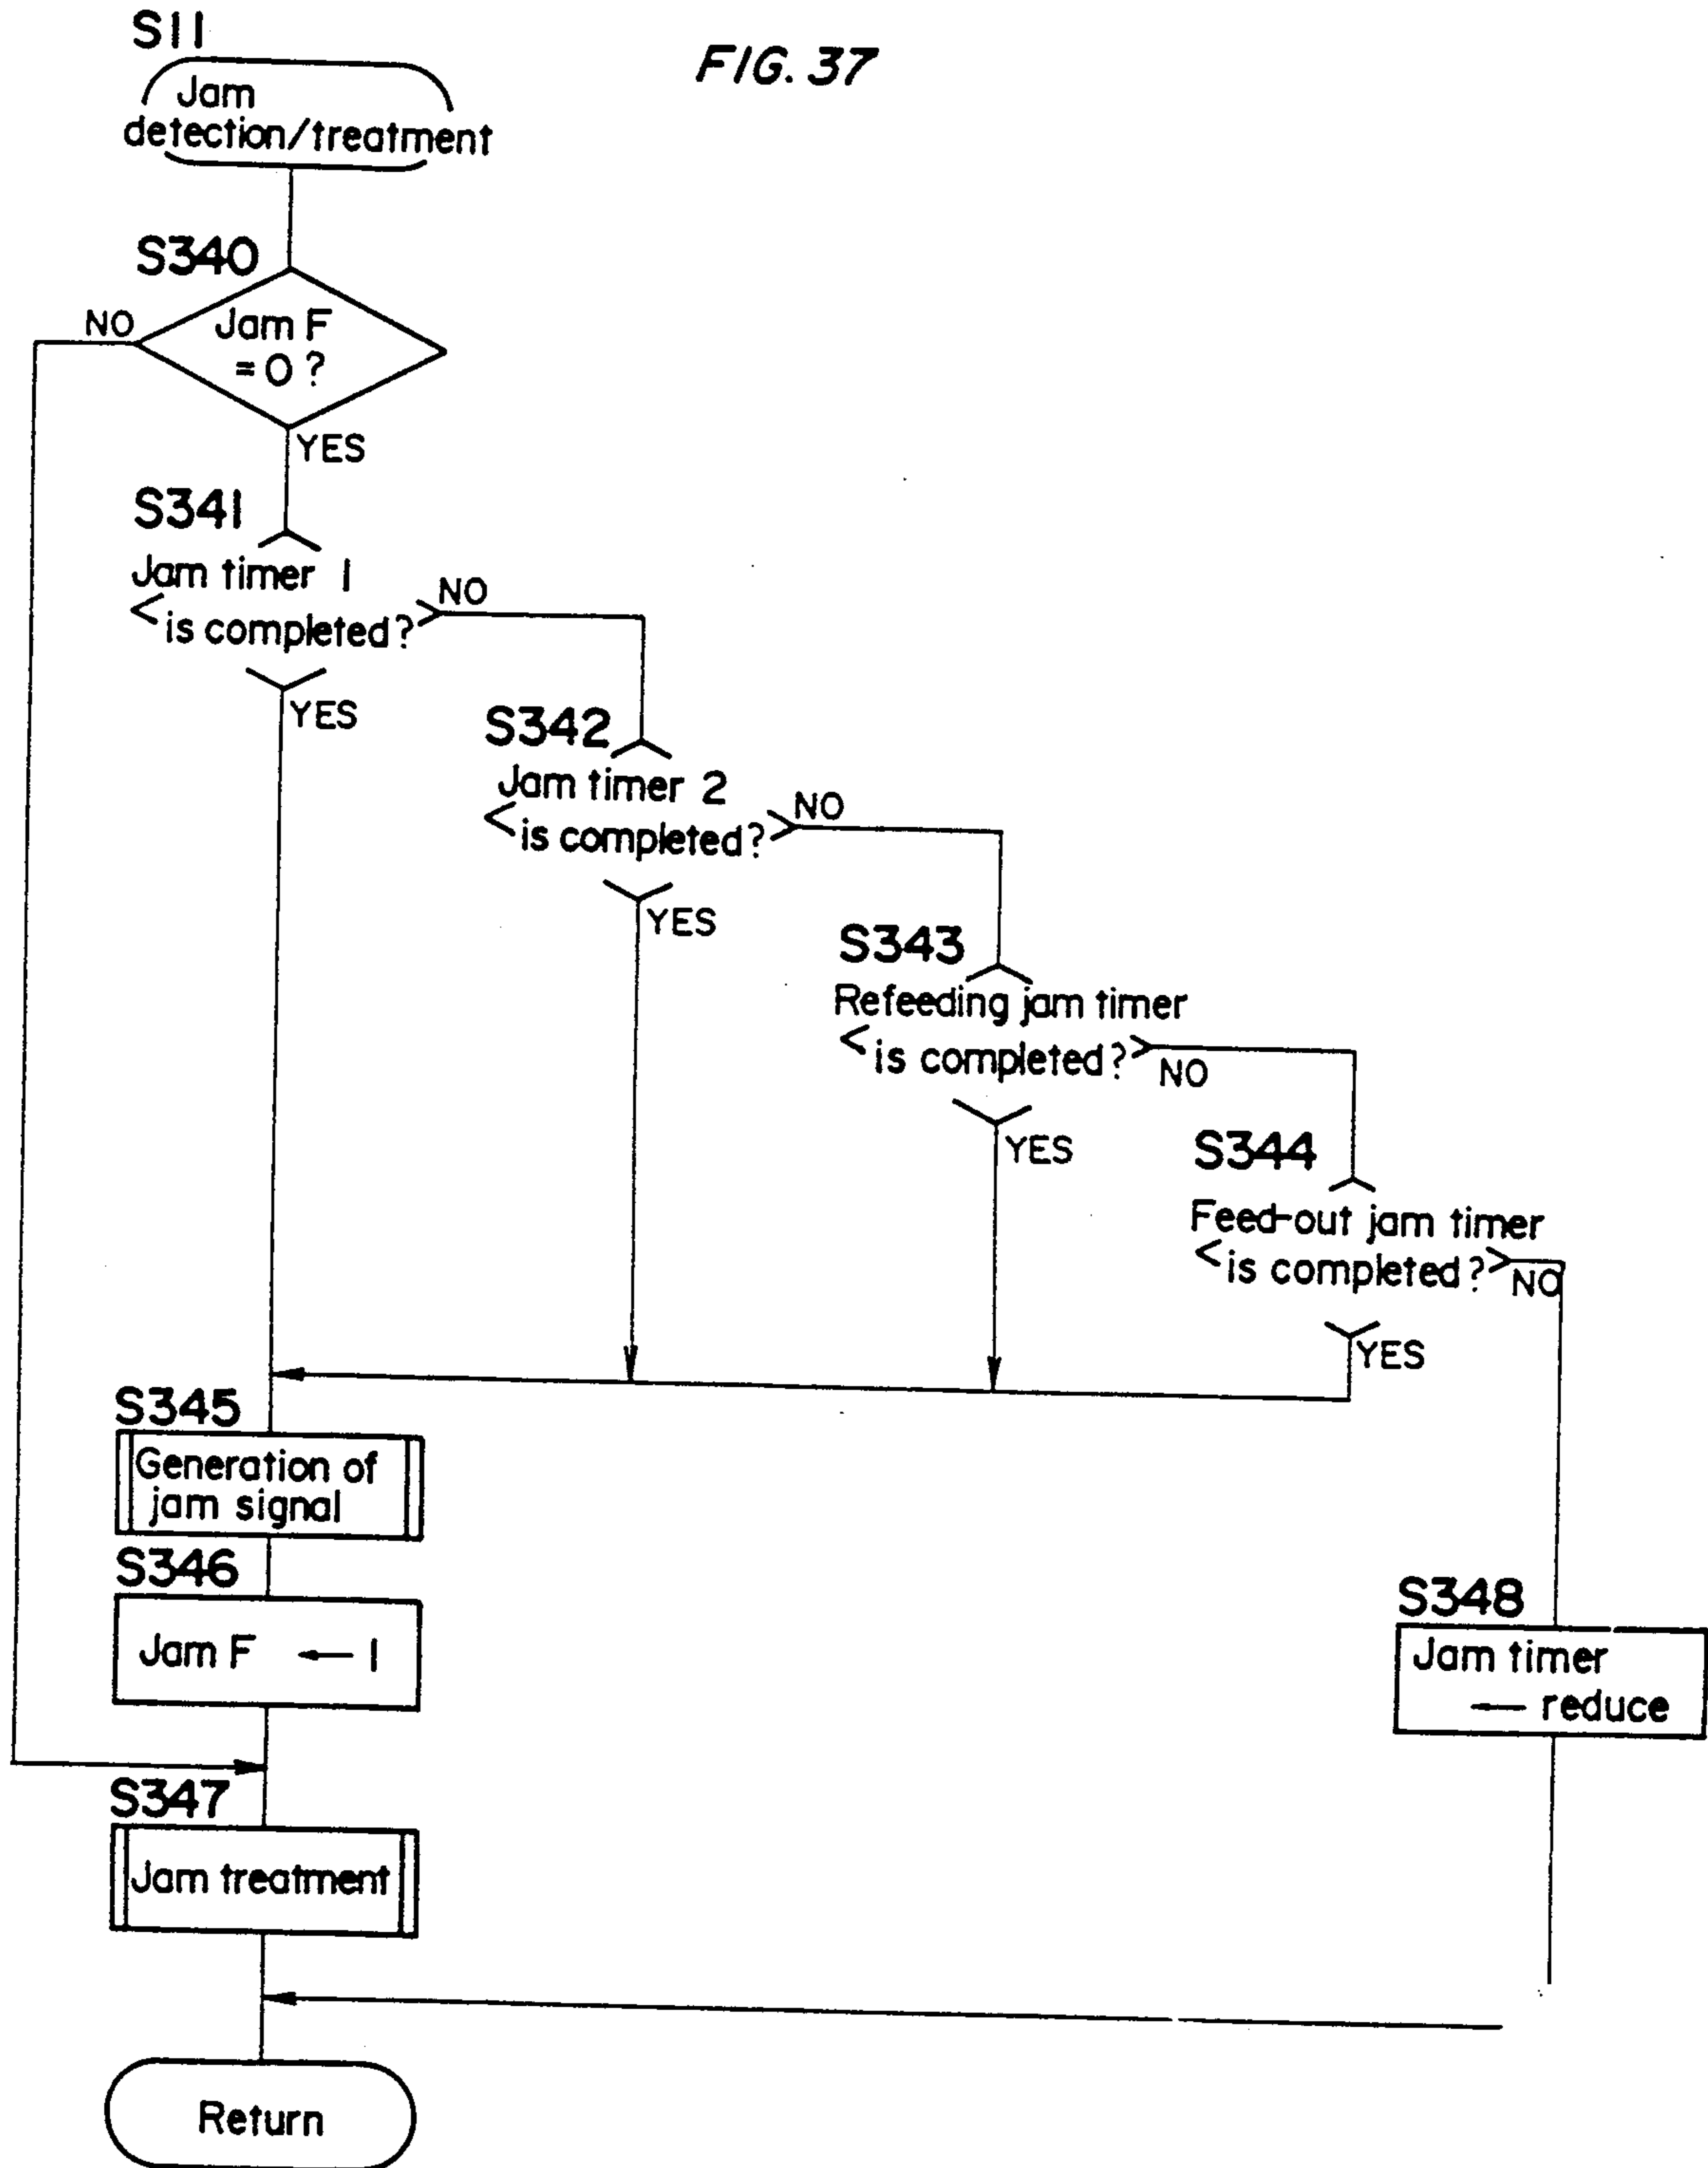 S11
FIG. 37
Jam
detection/treatment
S340
NO
Jam F
= 0 ?
YES
S341
Jam timer 1
is completed?
NO
YES
S342
Jam timer 2
is completed?
NO
YES
S343
Refeeding jam timer
is completed?
NO
YES
S344
Feed-out jam timer
is completed?
NO
YES
S345
Generation of
jam signal
S346
Jam F ← 1
S348
Jam timer
← reduce
S347
Jam treatment
Return